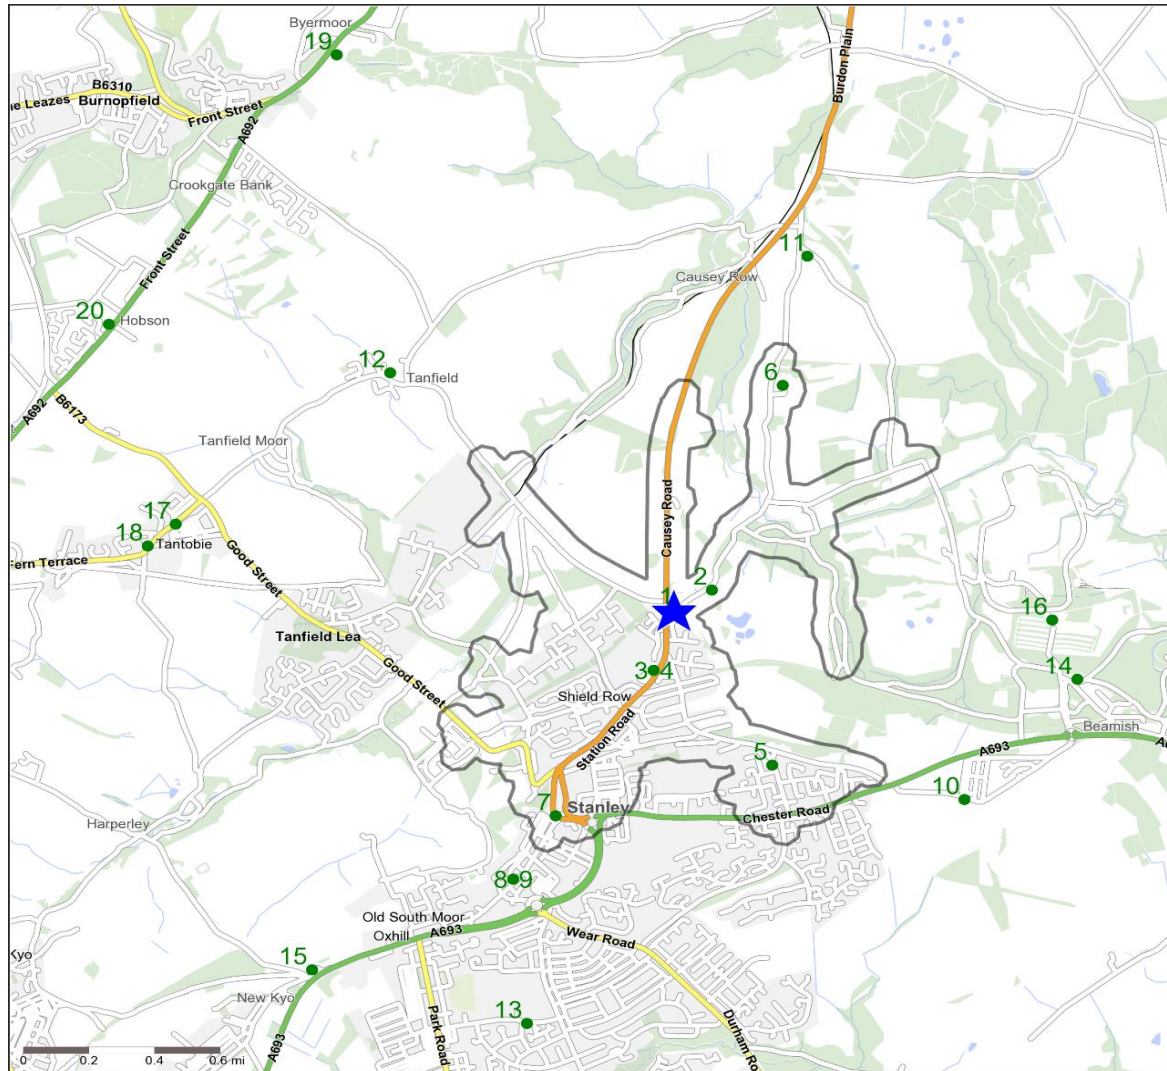 Byermoor
19
Burdon Plain
B6310
ue Leazes
Burnopfield
Front Street
A692
Crookgate Bank
11
Front Street
Causey Row
20
Hobson
12
Tanfield
6
A692
B6173
Tanfield Moor
Causey Road
17
18
Tantobie
Fern Terrace
Good Street
2
1
16
Tanfield Lea
3
4
14
Good Street
Shield Row
Beamish
Station Road
A693
5
10
7
Stanley
Chester Road
Harperley
8
9
Old South Moor
Oxhill
A693
Wear Road
Kyo
15
New Kyo
13
Park Road
Durham Ro
A693
0 0.2 0.4 0.6 mi